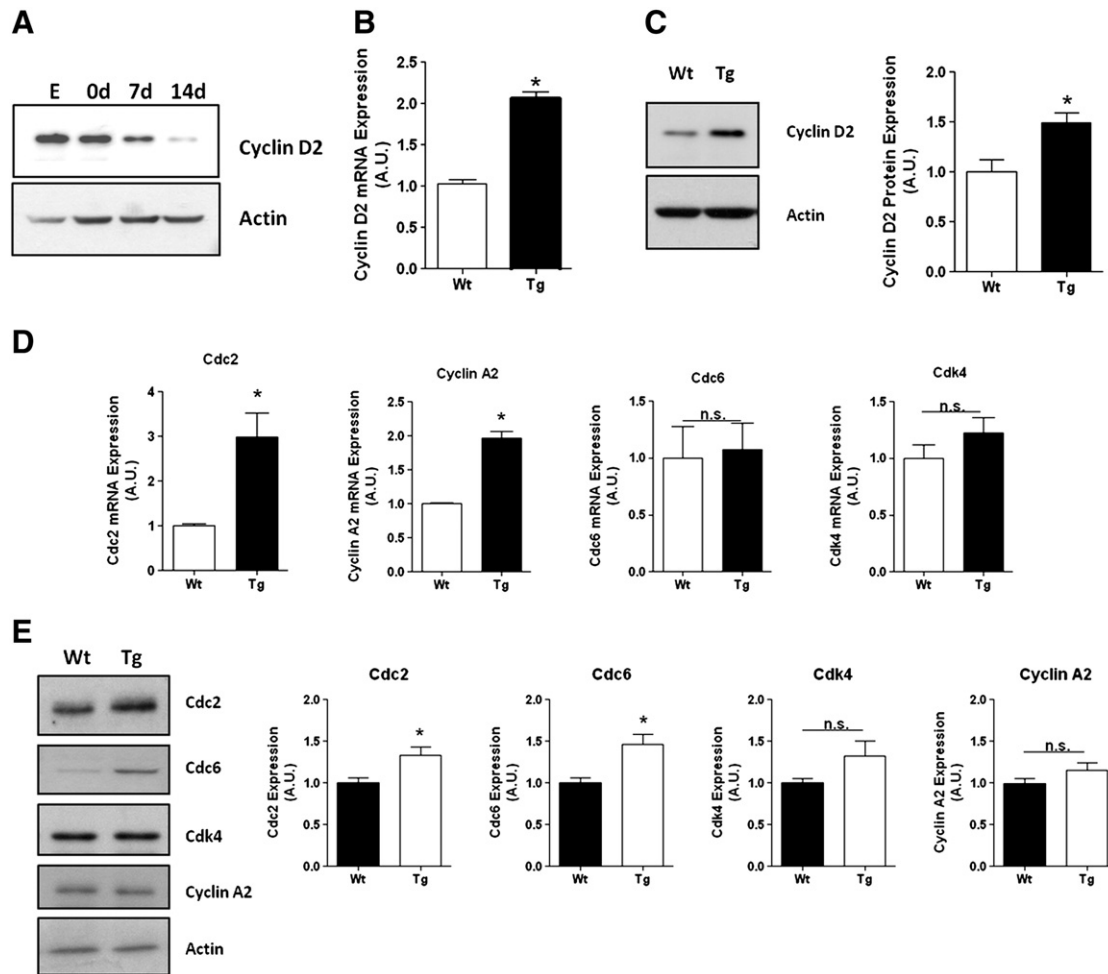 A
E 0d 7d 14d
Cyclin D2
Actin
B
Cyclin D2 mRNA Expression
(A.U.)
2.5
2.0
1.5
1.0
0.5
0.0
*
Wt Tg
C
Wt Tg
Cyclin D2
Actin
Cyclin D2 Protein Expression
(A.U.)
2.0
1.5
1.0
0.5
0.0
*
Wt Tg
D
Cdc2
Cdc2 mRNA Expression
(A.U.)
4
3
2
1
0
*
Wt Tg
Cyclin A2
Cyclin A2 mRNA Expression
(A.U.)
2.5
2.0
1.5
1.0
0.5
0.0
*
Wt Tg
Cdc6
Cdc6 mRNA Expression
(A.U.)
1.5
1.0
0.5
0.0
n.s.
Wt Tg
Cdk4
Cdk4 mRNA Expression
(A.U.)
1.5
1.0
0.5
0.0
n.s.
Wt Tg
E
Wt Tg
Cdc2
Cdc6
Cdk4
Cyclin A2
Actin
Cdc2
Cdc2 Expression
(A.U.)
2.0
1.5
1.0
0.5
0.0
*
Wt Tg
Cdc6
Cdc6 Expression
(A.U.)
2.0
1.5
1.0
0.5
0.0
*
Wt Tg
Cdk4
Cdk4 Expression
(A.U.)
2.0
1.5
1.0
0.5
0.0
n.s.
Wt Tg
Cyclin A2
Cyclin A2 Expression
(A.U.)
2.0
1.5
1.0
0.5
0.0
n.s.
Wt Tg